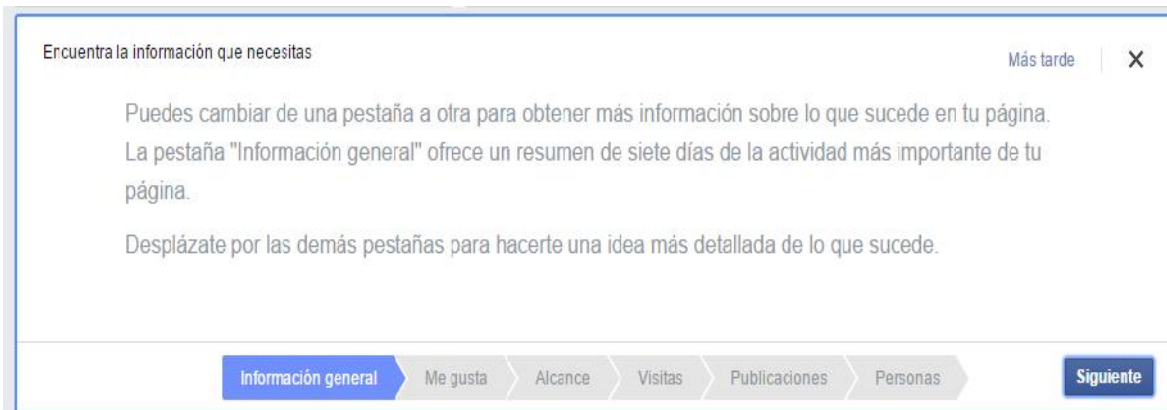 Encuentra la información que necesitas
Más tarde
Puedes cambiar de una pestaña a otra para obtener más información sobre lo que sucede en tu página.
La pestaña "Información general" ofrece un resumen de siete días de la actividad más importante de tu
página.
Desplázate por las demás pestañas para hacerte una idea más detallada de lo que sucede.
Información general Me gusta Alcance Visitas Publicaciones Personas Siguiente